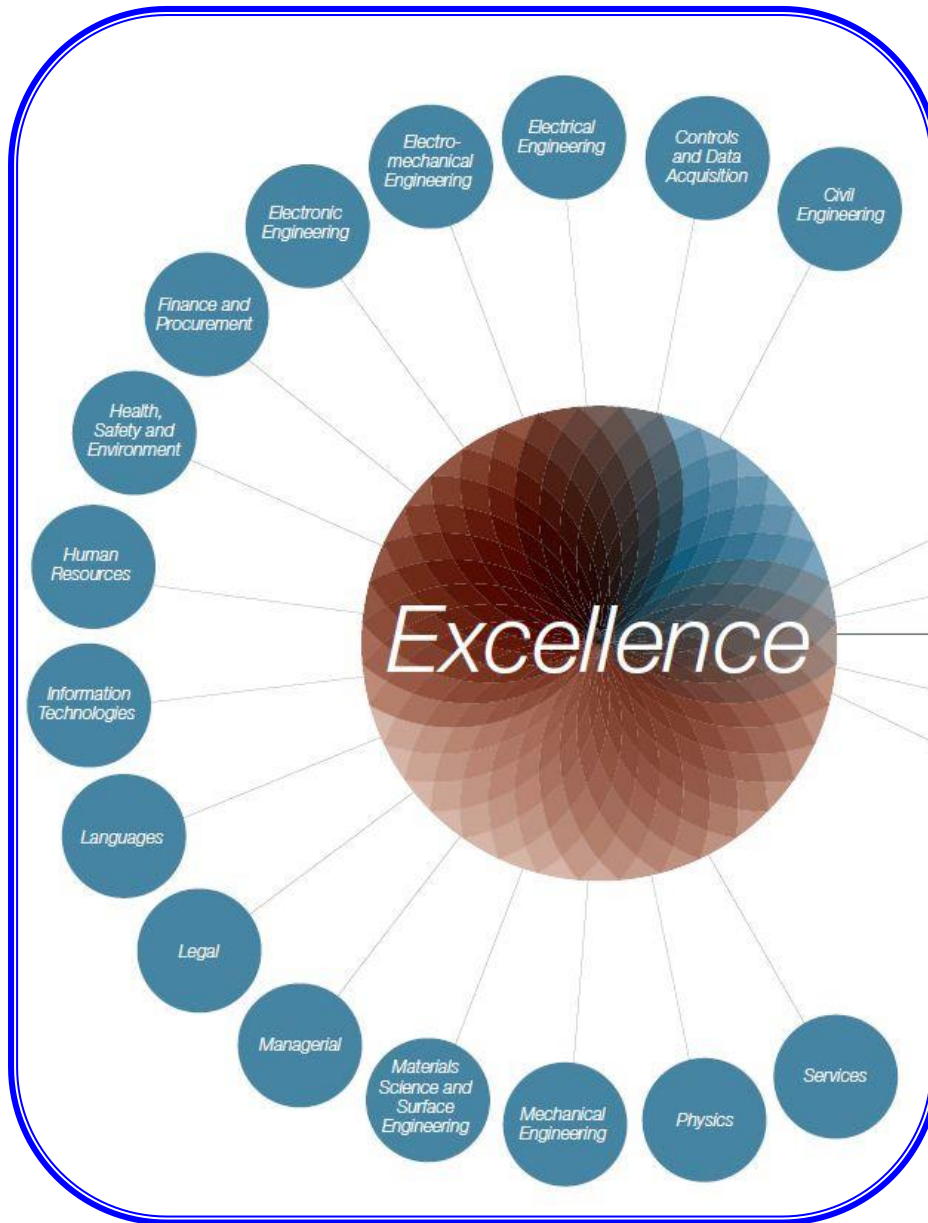 Electrical
Engineering
Controls
and Data
Acquisition
Civil
Engineering
Electro-
mechanical
Engineering
Electronic
Engineering
Finance and
Procurement
Health,
Safety and
Environment
Human
Resources
Information
Technologies
Languages
Legal
Managerial
Materials
Science and
Surface
Engineering
Mechanical
Engineering
Physics
Services
Excellence